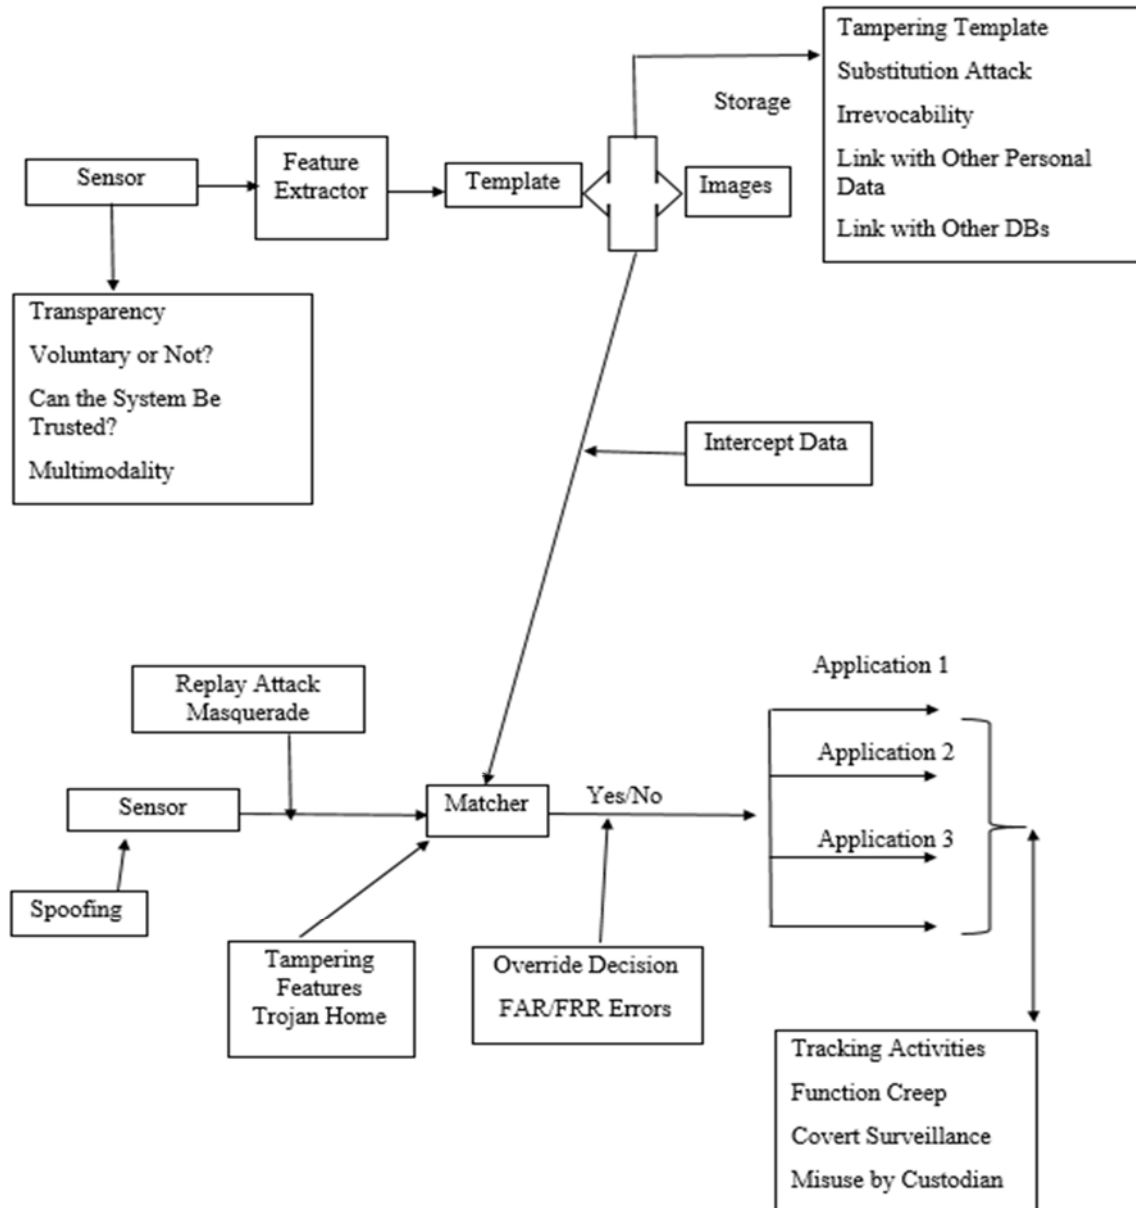 Tampering Template
Substitution Attack
Irrevocability
Link with Other Personal
Data
Link with Other DBs
Storage
Sensor
Feature
Extractor
Template
Images
Transparency
Voluntary or Not?
Can the System Be
Trusted?
Multimodality
Intercept Data
Replay Attack
Masquerade
Sensor
Spoofing
Matcher
Yes/No
Tampering
Features
Trojan Home
Override Decision
FAR/FRR Errors
Application 1
Application 2
Application 3
Tracking Activities
Function Creep
Covert Surveillance
Misuse by Custodian